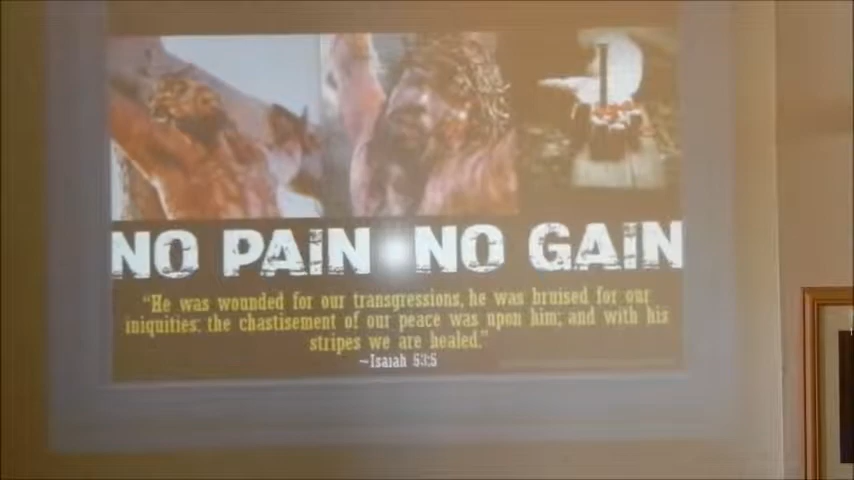 NO PAIN NO GAIN
"He was wounded for our transgressions, he was bruised for our
iniquities; the chastisement of our peace was upon him; and with his
stripes we are healed."
~Isaiah 53:5